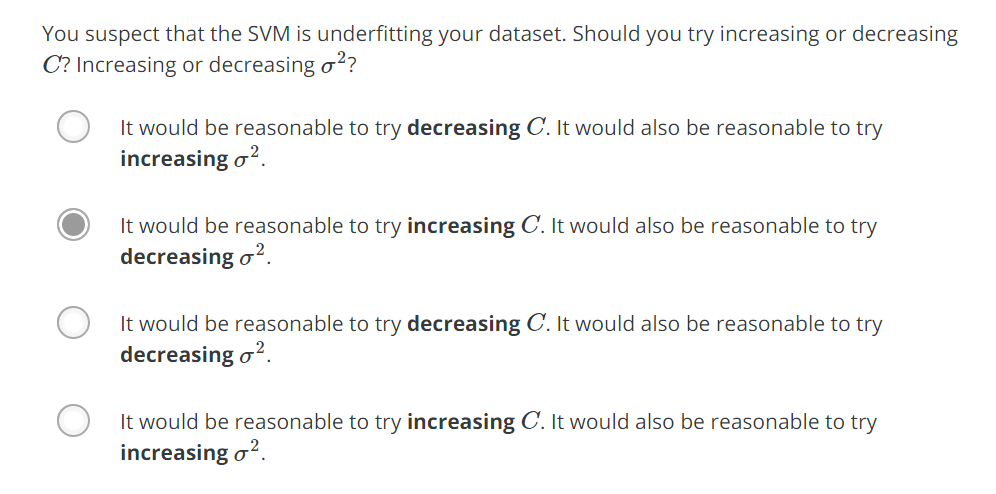 You suspect that the SVM is underfitting your dataset. Should you try increasing or decreasing
C? Increasing or decreasing σ²?
It would be reasonable to try decreasing C. It would also be reasonable to try
increasing σ².
It would be reasonable to try increasing C. It would also be reasonable to try
decreasing σ².
It would be reasonable to try decreasing C. It would also be reasonable to try
decreasing σ².
It would be reasonable to try increasing C. It would also be reasonable to try
increasing σ².